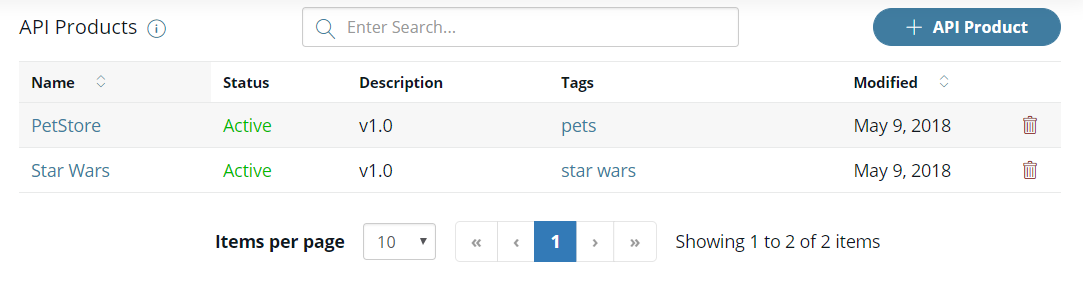 API Products
Enter Search...
+ API Product
Name Status Description Tags Modified
PetStore Active v1.0 pets May 9, 2018
Star Wars Active v1.0 star wars May 9, 2018
Items per page 10 « ‹ 1 › » Showing 1 to 2 of 2 items